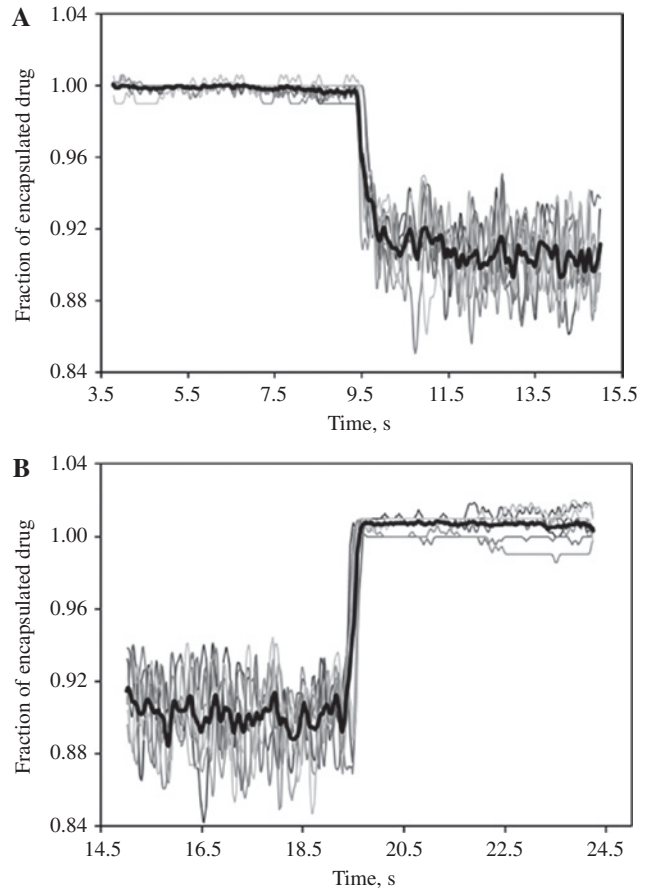 A
1.04
1.00
0.96
0.92
0.88
0.84
Fraction of encapsulated drug
3.5 5.5 7.5 9.5 11.5 13.5 15.5
Time, s
B
1.04
1.00
0.96
0.92
0.88
0.84
Fraction of encapsulated drug
14.5 16.5 18.5 20.5 22.5 24.5
Time, s